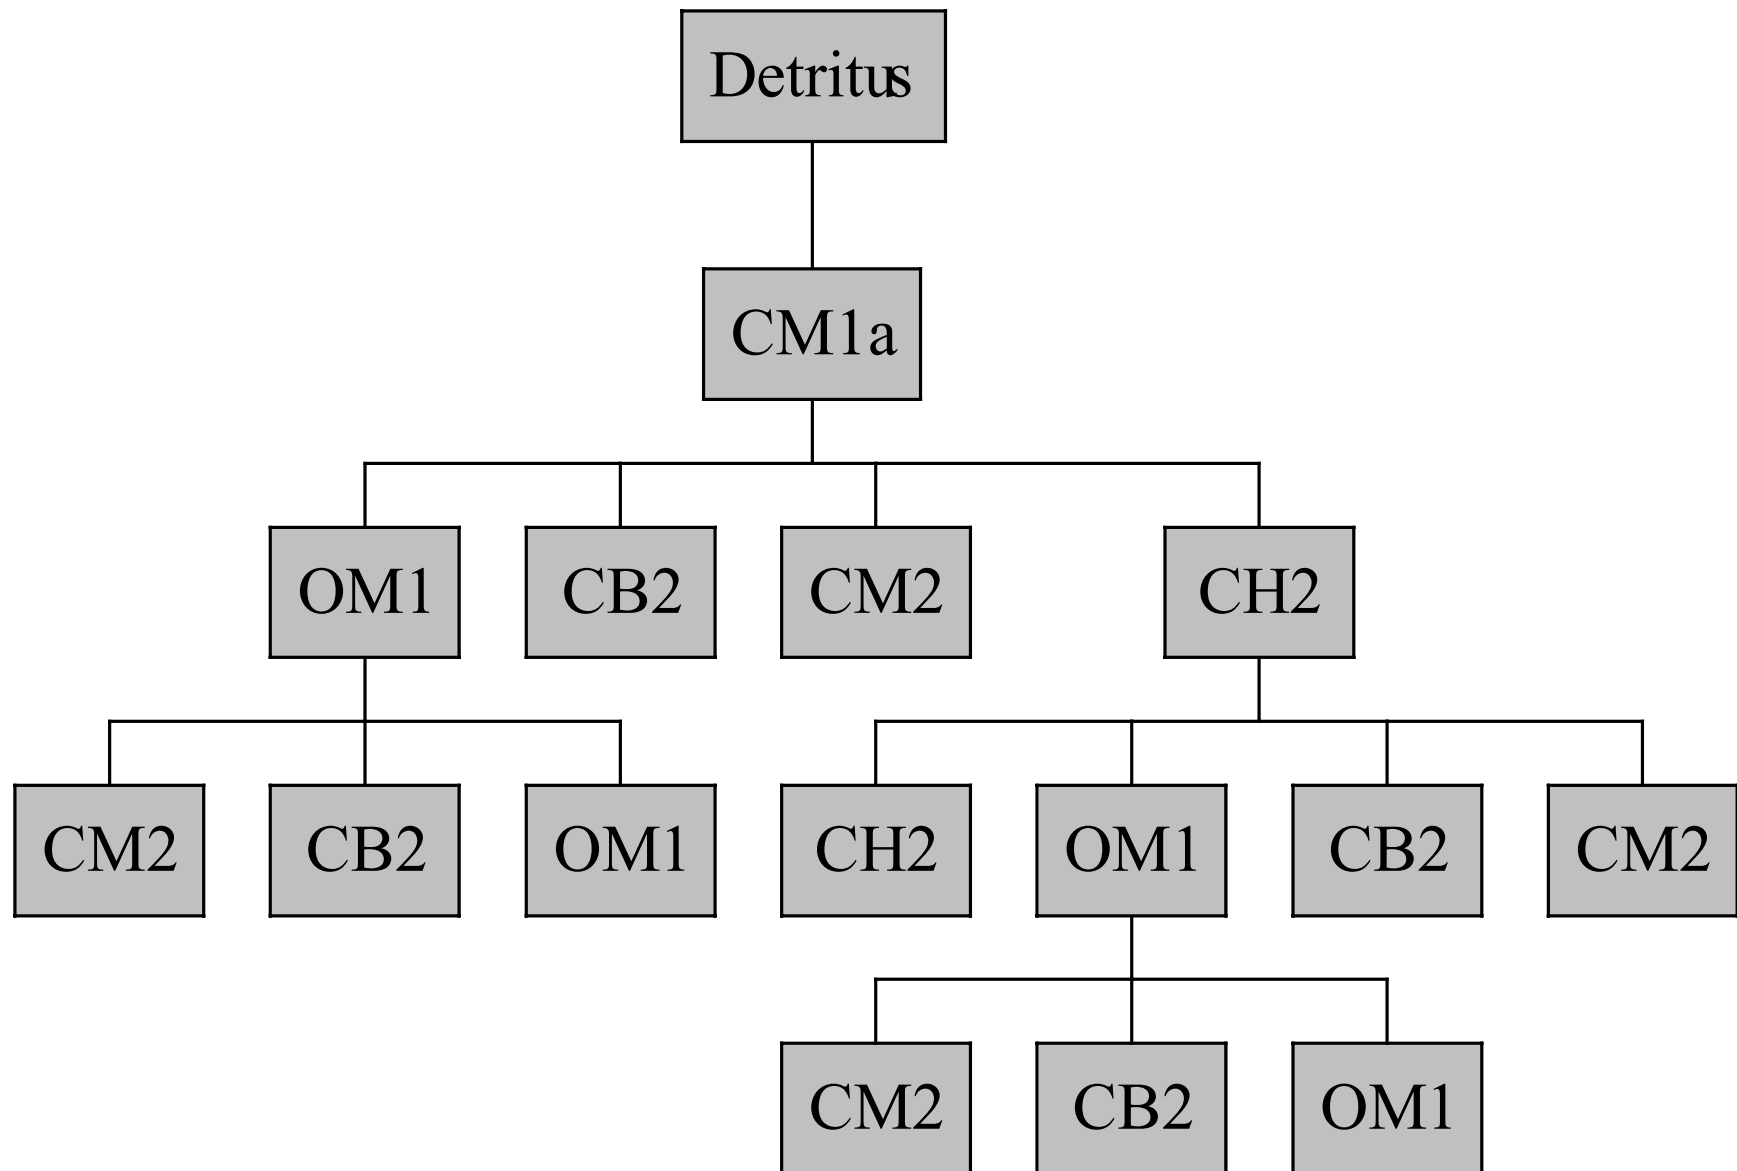 Detritus
CM1a
OM1 CB2 CM2 CH2
CM2 CB2 OM1 CH2 OM1 CB2 CM2
CM2 CB2 OM1